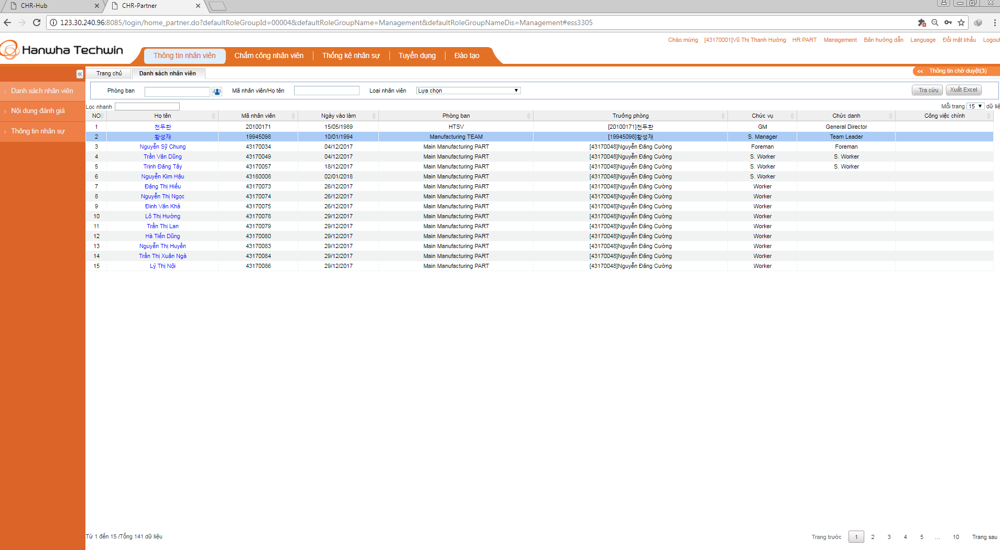 CHR-Hub CHR-Partner
123.30.240.96:8085/login/home_partner.do?defaultRoleGroupId=00004&defaultRoleGroupName=Management&defaultRoleGroupNameDis=Management#ess3305
Chào mừng [43170001]Vũ Thị Thanh Hường HR PART Management Bản hướng dẫn Language Đổi mật khẩu Logout
Hanwha Techwin
Thông tin nhân viên Chấm công nhân viên Thống kê nhân sự Tuyển dụng Đào tạo
Trang chủ Danh sách nhân viên << Thông tin chờ duyệt(3)
Danh sách nhân viên
Nội dung đánh giá
Thông tin nhân sự
Phòng ban Mã nhân viên/Họ tên Loại nhân viên Lựa chọn Tra cứu Xuất Excel
Lọc nhanh Mỗi trang 15 dữ liệ
NO Họ tên Mã nhân viên Ngày vào làm Phòng ban Trưởng phòng Chức vụ Chức danh Công việc chính
1 천두환 20100171 15/05/1989 HTSV [20100171]천두환 GM General Director
2 황성재 19945098 10/01/1994 Manufacturing TEAM [19945098]황성재 S. Manager Team Leader
3 Nguyễn Sỹ Chung 43170034 04/12/2017 Main Manufacturing PART [43170048]Nguyễn Đăng Cường Foreman Foreman
4 Trần Văn Dũng 43170049 04/12/2017 Main Manufacturing PART [43170048]Nguyễn Đăng Cường S. Worker S. Worker
5 Trịnh Đăng Tây 43170057 18/12/2017 Main Manufacturing PART [43170048]Nguyễn Đăng Cường S. Worker S. Worker
6 Nguyễn Kim Hậu 43180008 02/01/2018 Main Manufacturing PART [43170048]Nguyễn Đăng Cường S. Worker
7 Đặng Thị Hiếu 43170073 26/12/2017 Main Manufacturing PART [43170048]Nguyễn Đăng Cường Worker
8 Nguyễn Thị Ngọc 43170074 26/12/2017 Main Manufacturing PART [43170048]Nguyễn Đăng Cường Worker
9 Đinh Văn Khá 43170075 26/12/2017 Main Manufacturing PART [43170048]Nguyễn Đăng Cường Worker
10 Lô Thị Hường 43170078 29/12/2017 Main Manufacturing PART [43170048]Nguyễn Đăng Cường Worker
11 Trần Thị Lan 43170079 29/12/2017 Main Manufacturing PART [43170048]Nguyễn Đăng Cường Worker
12 Hà Tiến Dũng 43170080 29/12/2017 Main Manufacturing PART [43170048]Nguyễn Đăng Cường Worker
13 Nguyễn Thị Huyền 43170083 29/12/2017 Main Manufacturing PART [43170048]Nguyễn Đăng Cường Worker
14 Trần Thị Xuân Ngà 43170084 29/12/2017 Main Manufacturing PART [43170048]Nguyễn Đăng Cường Worker
15 Lý Thị Nội 43170086 29/12/2017 Main Manufacturing PART [43170048]Nguyễn Đăng Cường Worker
Từ 1 đến 15 /Tổng 141 dữ liệu Trang trước 1 2 3 4 5 ... 10 Trang sau